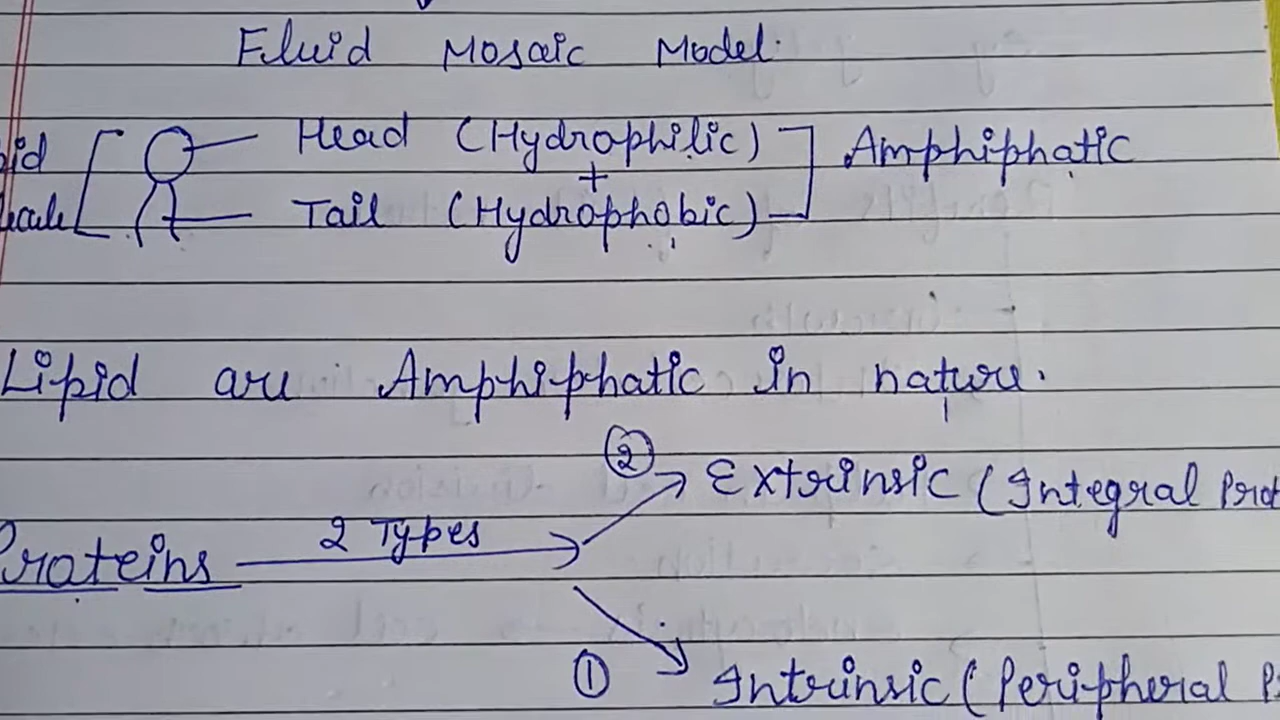 Fluid Mosaic Model.
Head (Hydrophilic)
+
Amphiphatic
Tail (Hydrophobic)
Lipid are Amphiphatic in nature.
② Extrinsic (Integral
Proteins 2 Types
① Intrinsic (Peripheral